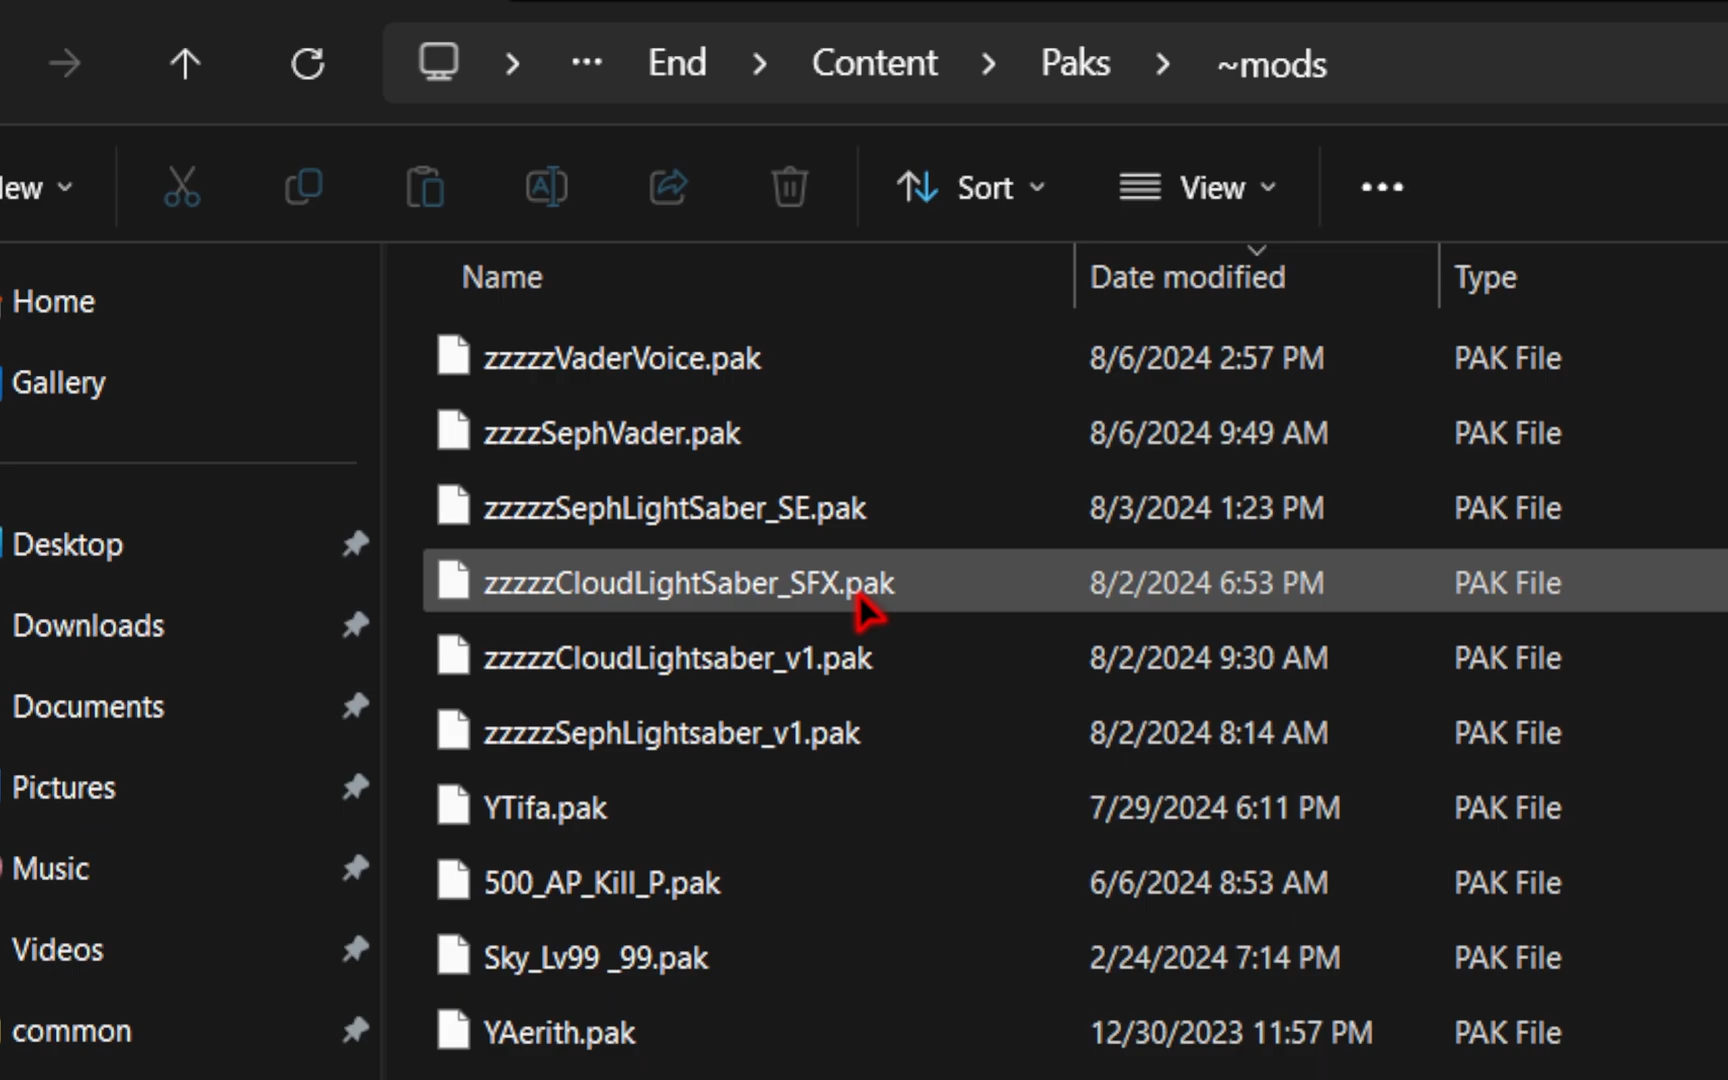 End > Content > Paks > ~mods
ew
Sort
View
Name Date modified Type
Home
Gallery
Desktop
Downloads
Documents
Pictures
Music
Videos
common
zzzzzVaderVoice.pak 8/6/2024 2:57 PM PAK File
zzzzSephVader.pak 8/6/2024 9:49 AM PAK File
zzzzzSephLightSaber_SE.pak 8/3/2024 1:23 PM PAK File
zzzzzCloudLightSaber_SFX.pak 8/2/2024 6:53 PM PAK File
zzzzzCloudLightsaber_v1.pak 8/2/2024 9:30 AM PAK File
zzzzzSephLightsaber_v1.pak 8/2/2024 8:14 AM PAK File
YTifa.pak 7/29/2024 6:11 PM PAK File
500_AP_Kill_P.pak 6/6/2024 8:53 AM PAK File
Sky_Lv99 _99.pak 2/24/2024 7:14 PM PAK File
YAerith.pak 12/30/2023 11:57 PM PAK File